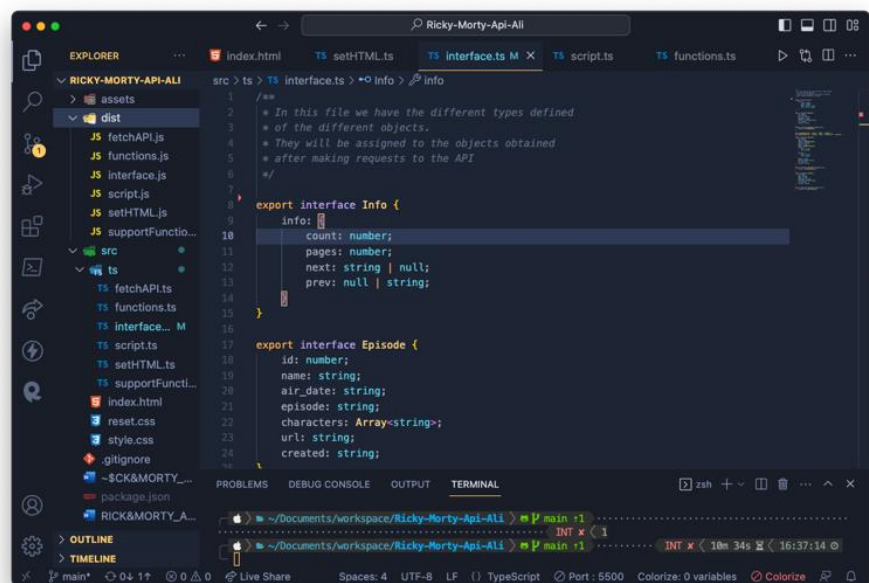 Ricky-Morty-Api-Ali
EXPLORER ...
index.html
TS setHTML.ts
TS interface.ts M ×
TS script.ts
TS functions.ts
RICKY-MORTY-API-ALI
assets
dist
JS fetchAPI.js
JS functions.js
JS interface.js
JS script.js
JS setHTML.js
JS supportFunctio...
src
ts
TS fetchAPI.ts
TS functions.ts
TS interface... M
TS script.ts
TS setHTML.ts
TS supportFuncti...
index.html
reset.css
style.css
.gitignore
~$CK&MORTY_...
package.json
RICK&MORTY_A...
OUTLINE
TIMELINE
src > ts > TS interface.ts > Info > info
1 /**
2 * In this file we have the different types defined
3 * of the different objects.
4 * They will be assigned to the objects obtained
5 * after making requests to the API
6 */
7
8 export interface Info {
9 info: {
10 count: number;
11 pages: number;
12 next: string | null;
13 prev: null | string;
14 }
15 }
16
17 export interface Episode {
18 id: number;
19 name: string;
20 air_date: string;
21 episode: string;
22 characters: Array<string>;
23 url: string;
24 created: string;
PROBLEMS DEBUG CONSOLE OUTPUT TERMINAL
zsh
~/Documents/workspace/Ricky-Morty-Api-Ali main ↑1
INT ✘ 1
~/Documents/workspace/Ricky-Morty-Api-Ali main ↑1 INT ✘ 10m 34s 16:37:14
main* 0↓ 1↑ 0 0 Live Share Spaces: 4 UTF-8 LF {} TypeScript Port : 5500 Colorize: 0 variables Colorize